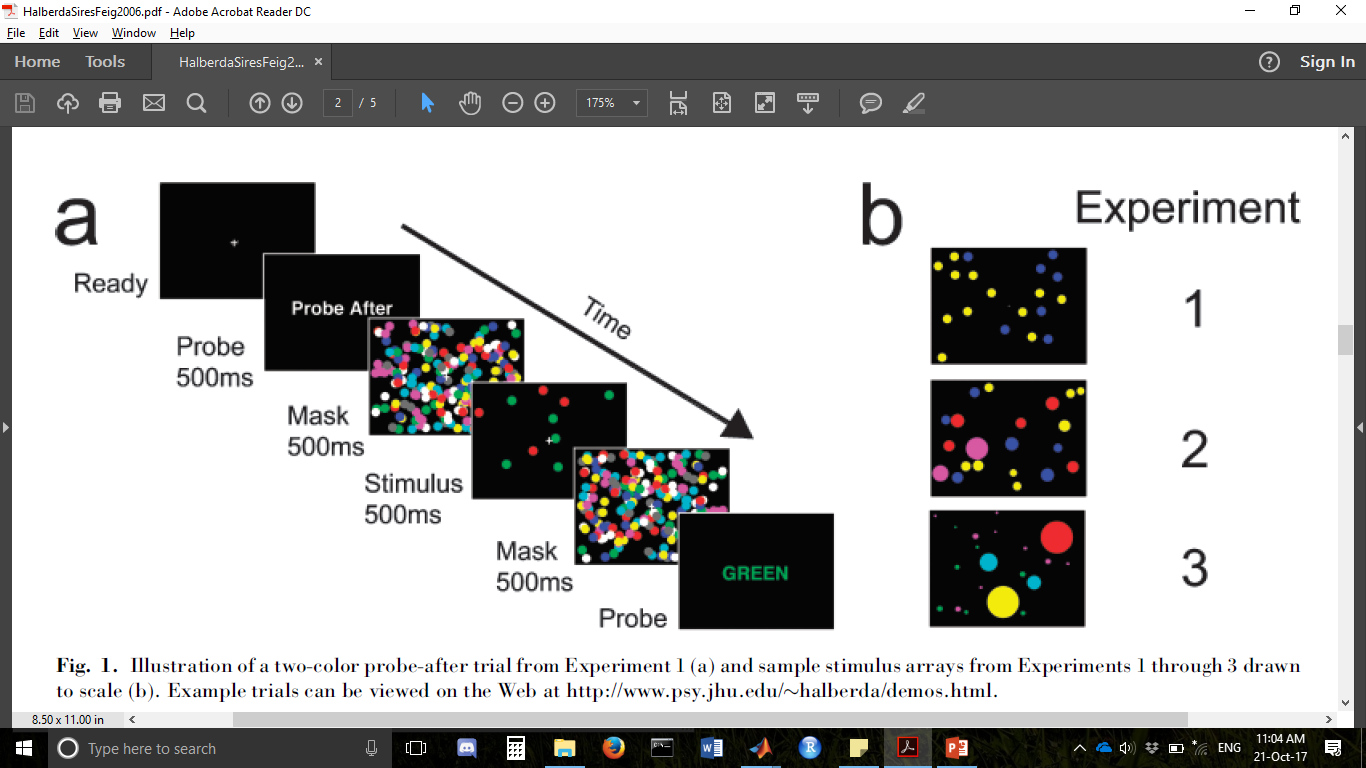 HalberdaSiresFeig2006.pdf - Adobe Acrobat Reader DC
File Edit View Window Help
Home Tools HalberdaSiresFeig2... × Sign In
2 / 5 175%
a
Ready
Probe After
Probe
500ms
Mask
500ms
Stimulus
500ms
Mask
500ms
Probe
GREEN
Time
b
Experiment
1
2
3
Fig. 1. Illustration of a two-color probe-after trial from Experiment 1 (a) and sample stimulus arrays from Experiments 1 through 3 drawn
to scale (b). Example trials can be viewed on the Web at http://www.psy.jhu.edu/~halberda/demos.html.
8.50 x 11.00 in
Type here to search
ENG
11:04 AM
21-Oct-17